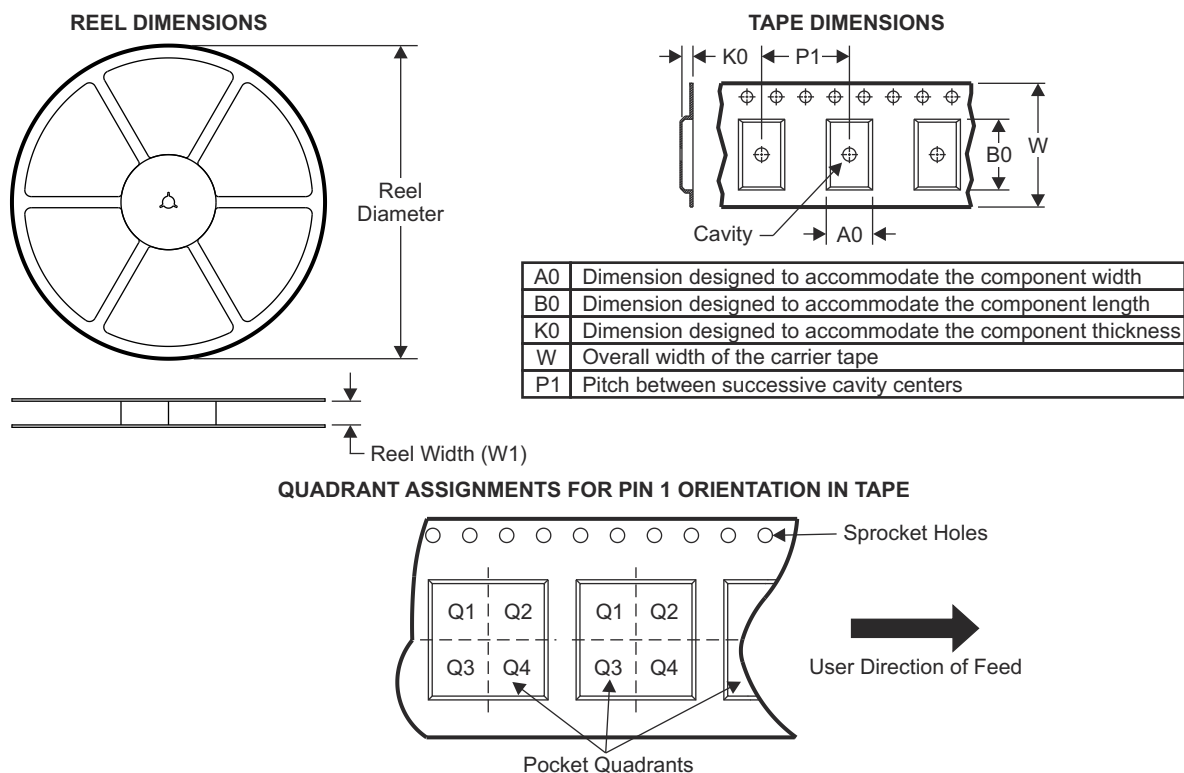 REEL DIMENSIONS
TAPE DIMENSIONS
K0
P1
B0
W
Reel
Diameter
Cavity
A0
A0 Dimension designed to accommodate the component width
B0 Dimension designed to accommodate the component length
K0 Dimension designed to accommodate the component thickness
W Overall width of the carrier tape
P1 Pitch between successive cavity centers
Reel Width (W1)
QUADRANT ASSIGNMENTS FOR PIN 1 ORIENTATION IN TAPE
Sprocket Holes
Q1 Q2 Q1 Q2
Q3 Q4 Q3 Q4
User Direction of Feed
Pocket Quadrants